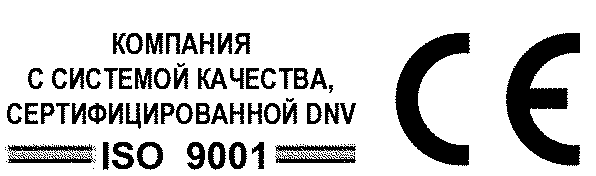 КОМПАНИЯ
С СИСТЕМОЙ КАЧЕСТВА,
СЕРТИФИЦИРОВАННОЙ DNV
ISO 9001
CE